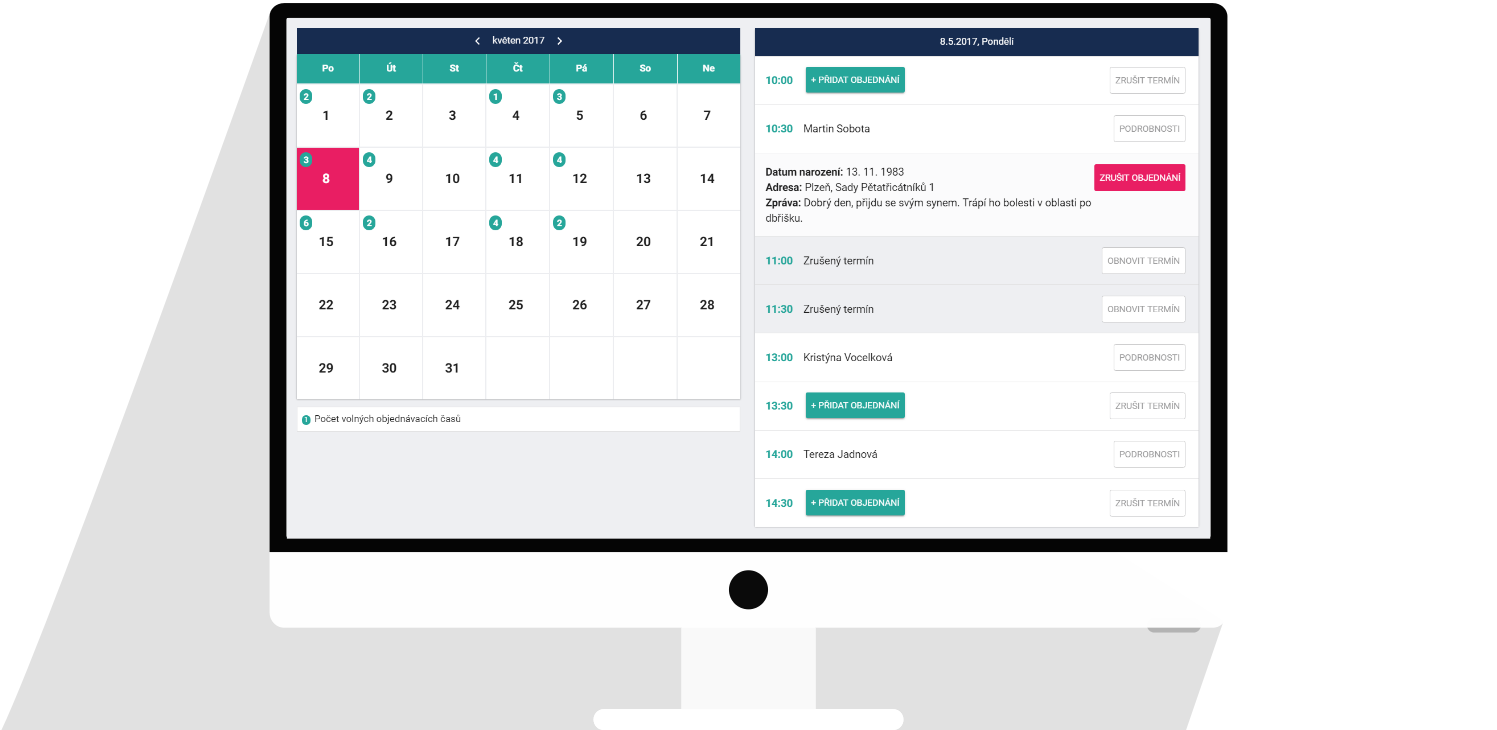 květen 2017
Po Út St Čt Pá So Ne
2 2 1 3
1 2 3 4 5 6 7
3 4 4 4
8 9 10 11 12 13 14
6 2 4 2
15 16 17 18 19 20 21
22 23 24 25 26 27 28
29 30 31
1 Počet volných objednávacích časů
8.5.2017, Pondělí
10:00 + PŘIDAT OBJEDNÁNÍ ZRUŠIT TERMÍN
10:30 Martin Sobota PODROBNOSTI
Datum narození: 13. 11. 1983 ZRUŠIT OBJEDNÁNÍ
Adresa: Plzeň, Sady Pětatřicátníků 1
Zpráva: Dobrý den, přijdu se svým synem. Trápí ho bolesti v oblasti po
dbřišku.
11:00 Zrušený termín OBNOVIT TERMÍN
11:30 Zrušený termín OBNOVIT TERMÍN
13:00 Kristýna Vocelková PODROBNOSTI
13:30 + PŘIDAT OBJEDNÁNÍ ZRUŠIT TERMÍN
14:00 Tereza Jadnová PODROBNOSTI
14:30 + PŘIDAT OBJEDNÁNÍ ZRUŠIT TERMÍN